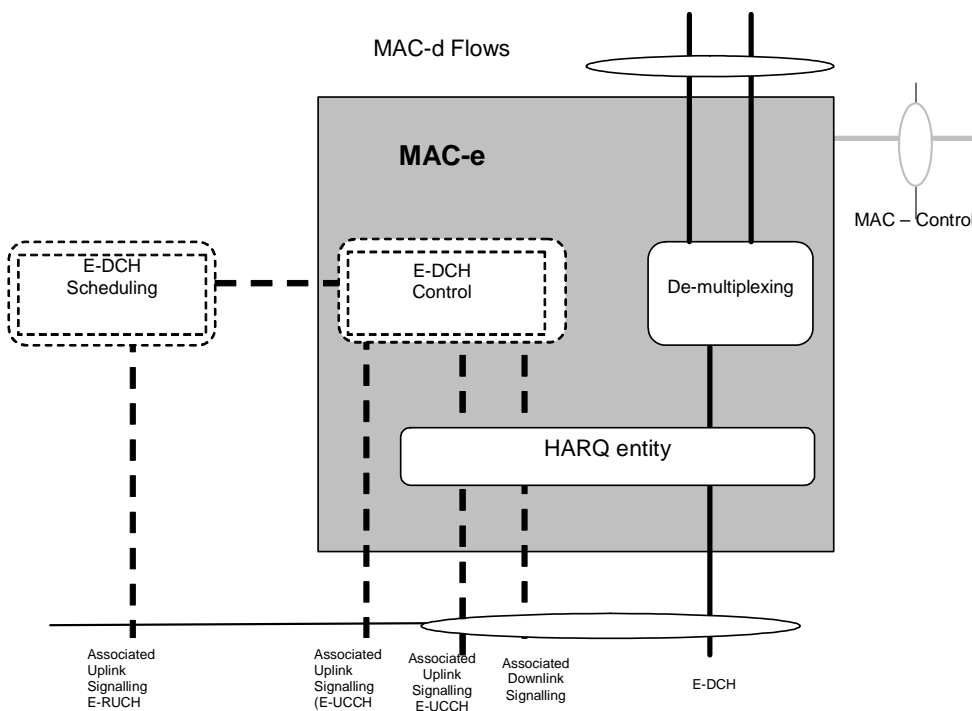 MAC-d Flows
MAC-e
MAC – Control
E-DCH
Scheduling
E-DCH
Control
De-multiplexing
HARQ entity
Associated
Uplink
Signalling
E-RUCH
Associated
Uplink
Signalling
(E-UCCH
Associated
Uplink
Signalling
E-UCCH
Associated
Downlink
Signalling
E-DCH